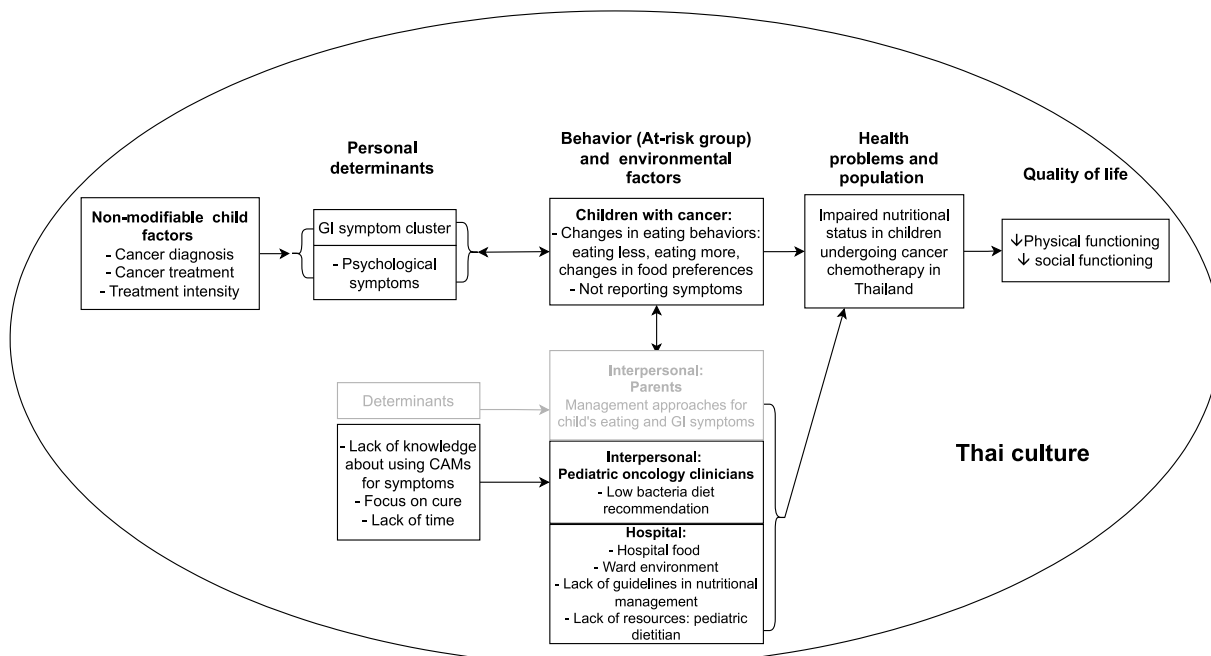 Personal
determinants
Behavior (At-risk group)
and environmental
factors
Health
problems and
population
Quality of life
Non-modifiable child
factors
- Cancer diagnosis
- Cancer treatment
- Treatment intensity
GI symptom cluster
- Psychological
symptoms
Children with cancer:
- Changes in eating behaviors:
eating less, eating more,
changes in food preferences
- Not reporting symptoms
Impaired nutritional
status in children
undergoing cancer
chemotherapy in
Thailand
↓Physical functioning
↓ social functioning
Determinants
Interpersonal:
Parents
Management approaches for
child's eating and GI symptoms
- Lack of knowledge
about using CAMs
for symptoms
- Focus on cure
- Lack of time
Interpersonal:
Pediatric oncology clinicians
- Low bacteria diet
recommendation
Hospital:
- Hospital food
- Ward environment
- Lack of guidelines in nutritional
management
- Lack of resources: pediatric
dietitian
Thai culture